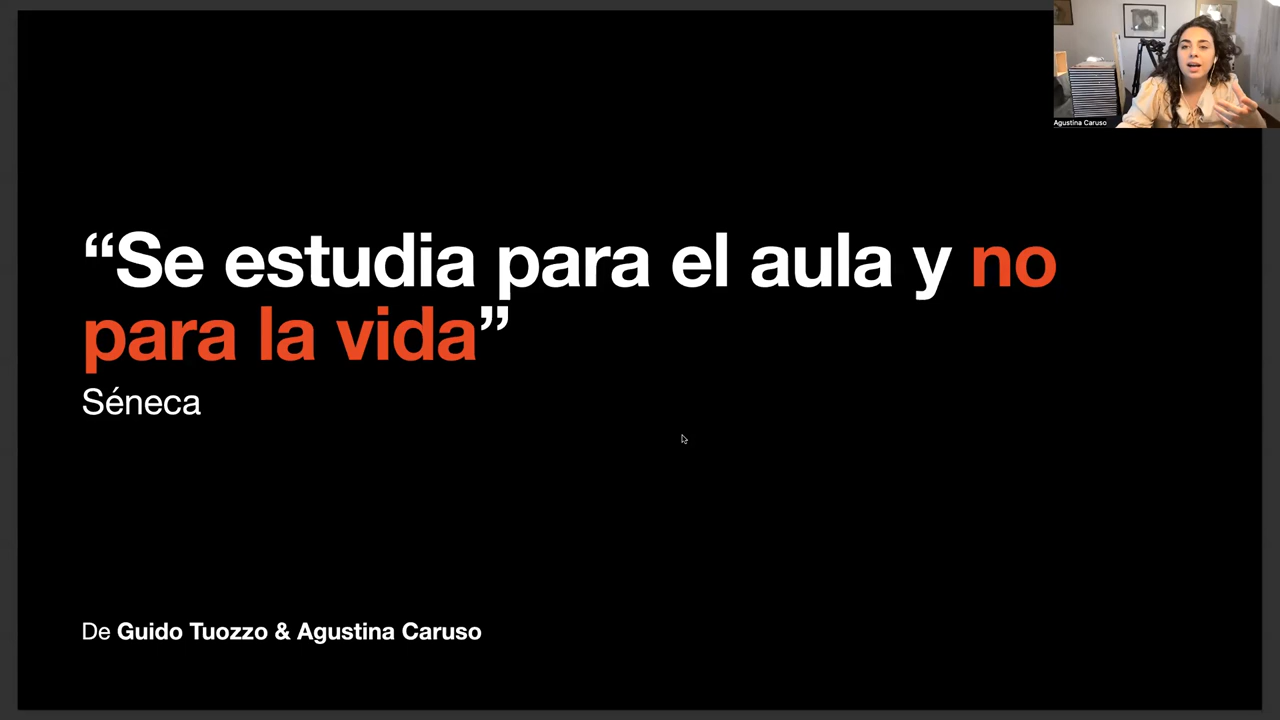 Agustina Caruso
“Se estudia para el aula y no
para la vida”
Séneca
De Guido Tuozzo & Agustina Caruso